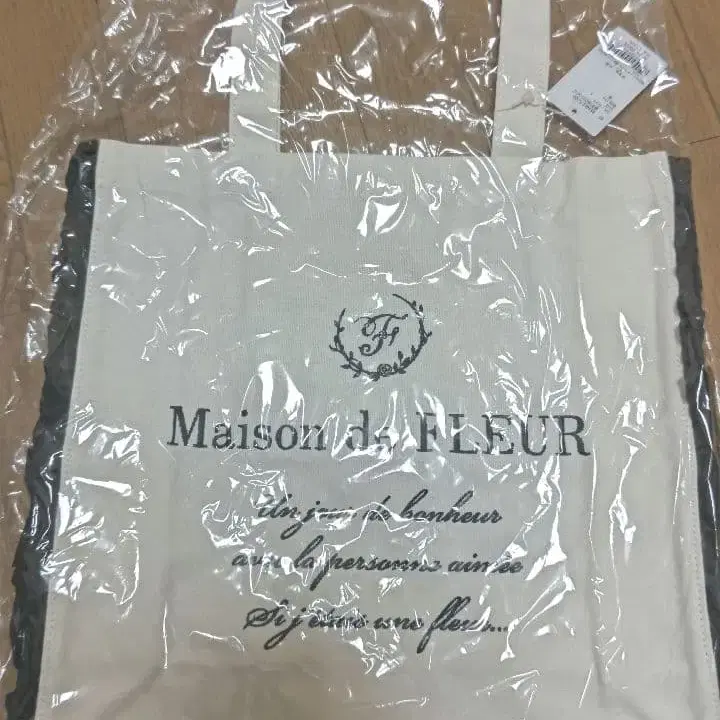 F
Maison de FLEUR
Un jour de bonheur
avec la personne aimée
Si j'étais une fleur...